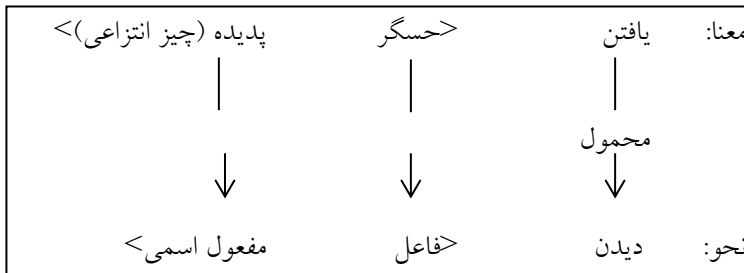 معنا: یافتن <حسگر پدیده (چیز انتزاعی)>
محمول
نحو: دیدن <فاعل مفعول اسمی>